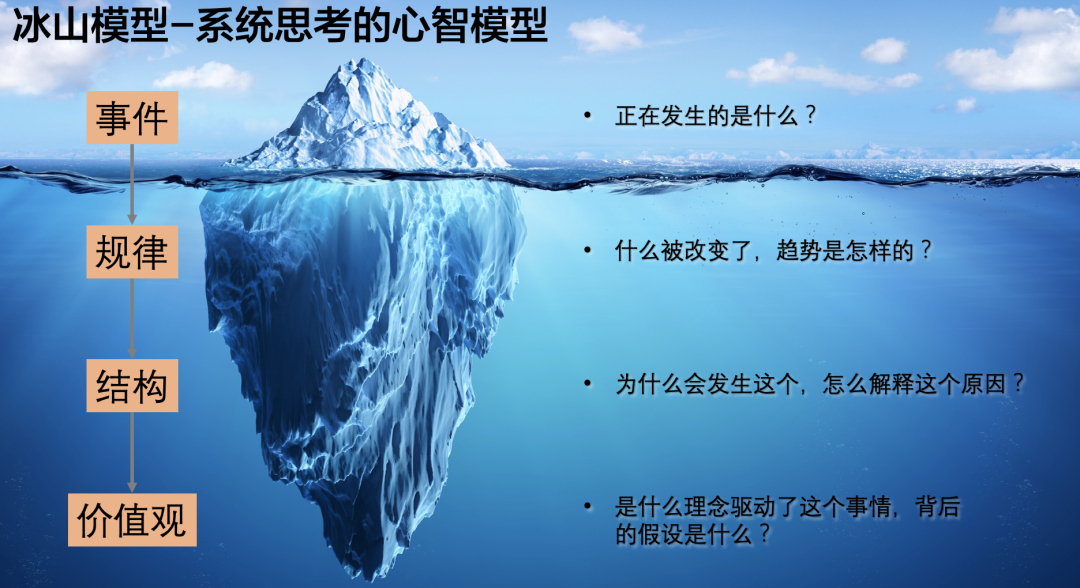 冰山模型-系统思考的心智模型
事件
• 正在发生的是什么？
规律
• 什么被改变了，趋势是怎样的？
结构
• 为什么会发生这个，怎么解释这个原因？
价值观
• 是什么理念驱动了这个事情，背后
的假设是什么？